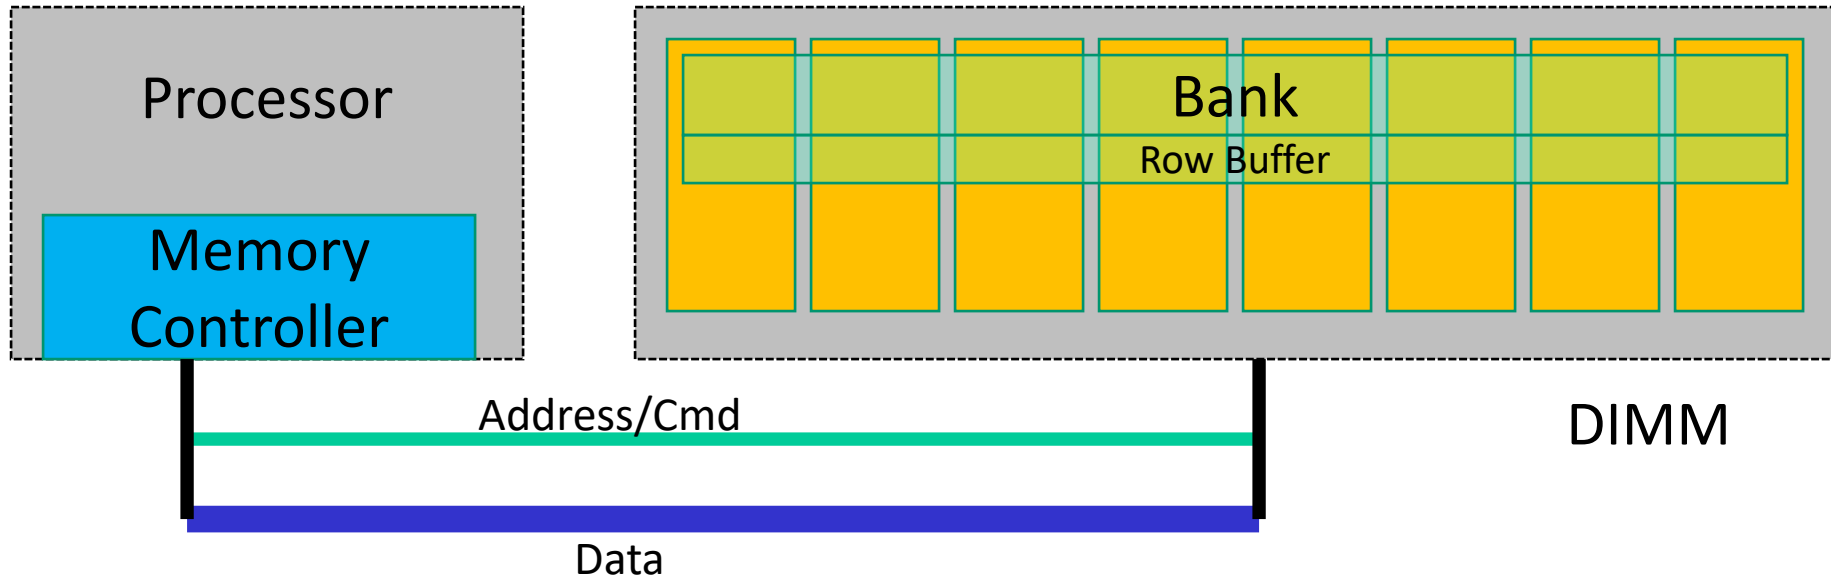 Processor
Bank
Row Buffer
Memory
Controller
Address/Cmd
DIMM
Data